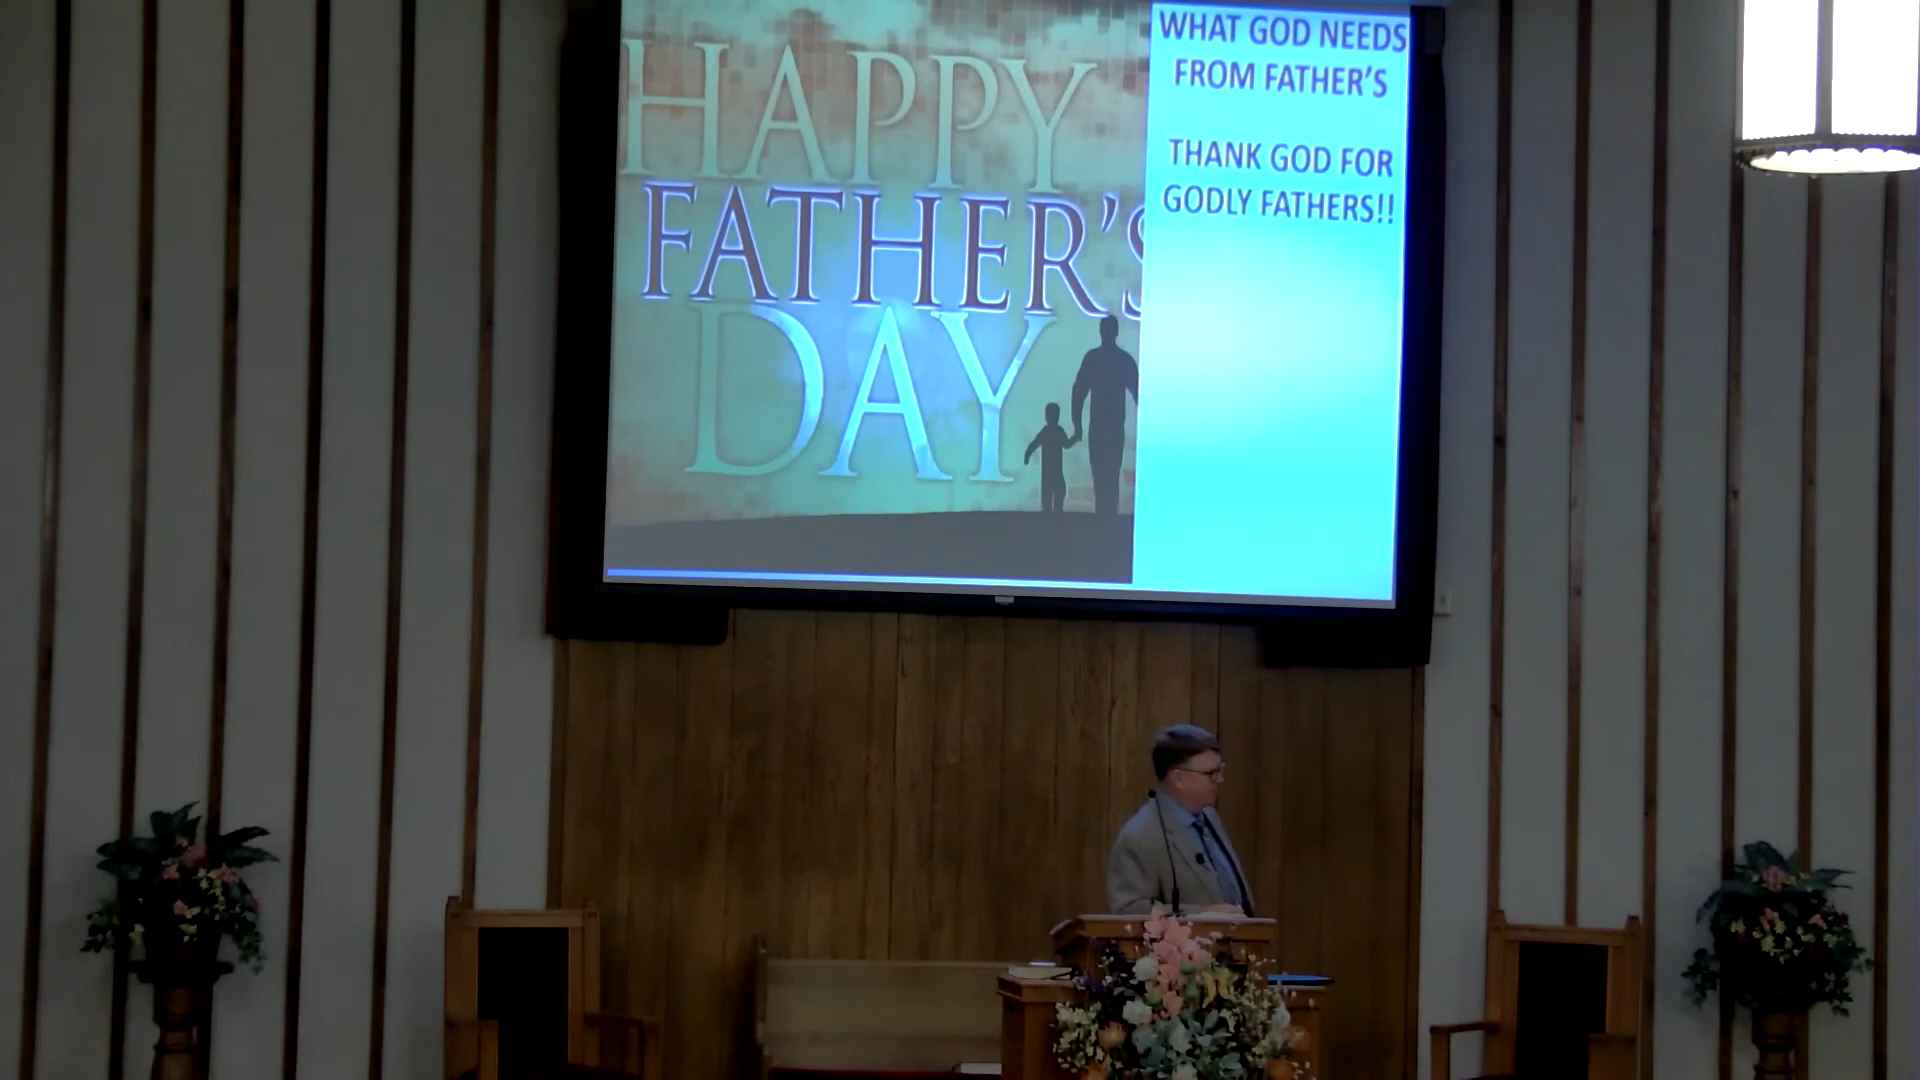 HAPPY
FATHER'S
DAY
WHAT GOD NEEDS
FROM FATHER'S
THANK GOD FOR
GODLY FATHERS!!